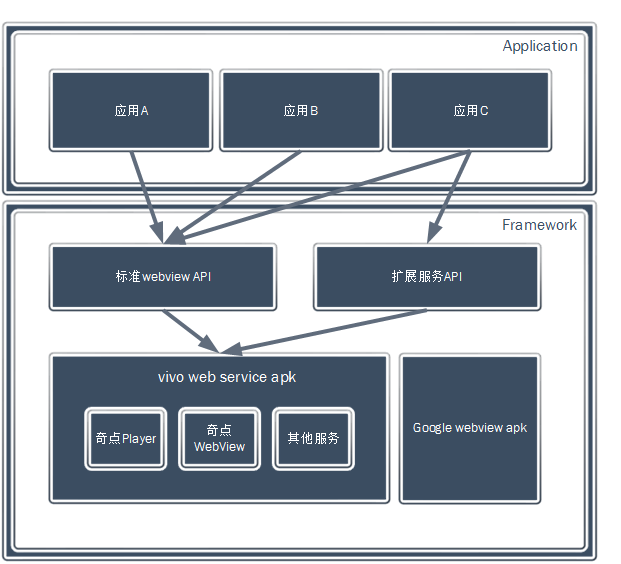 Application
应用A
应用B
应用C
Framework
标准webview API
扩展服务API
vivo web service apk
奇点Player
奇点
WebView
其他服务
Google webview apk